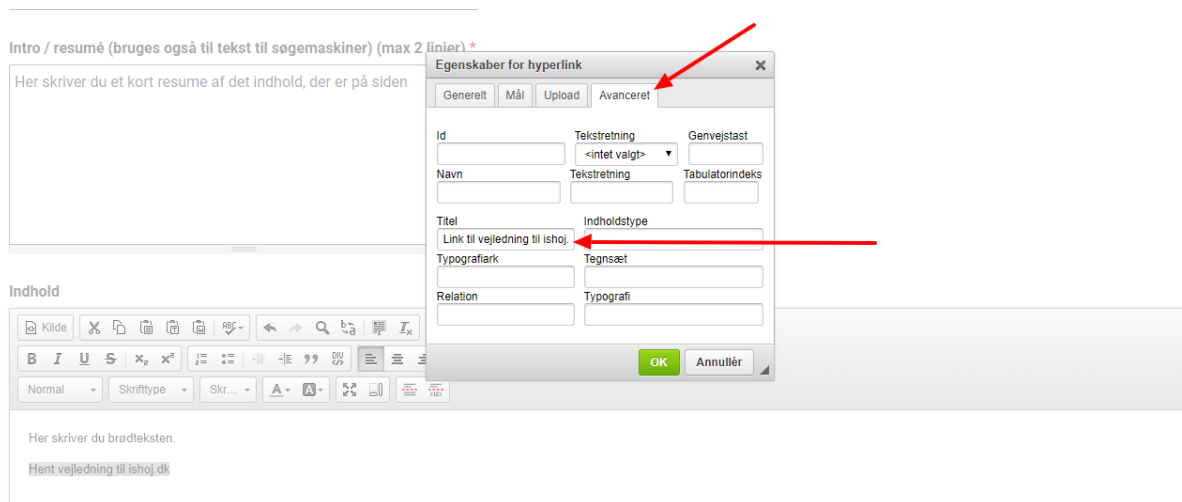 Intro / resumé (bruges også til tekst til søgemaskiner) (max 2 linier) *
Her skriver du et kort resume af det indhold, der er på siden
Egenskaber for hyperlink
Generelt Mål Upload Avanceret
Id Tekstretning Genvejstast
<intet valgt>
Navn Tekstretning Tabulatorindeks
Titel Indholdstype
Link til vejledning til ishoj.
Typografiark Tegnsæt
Relation Typografi
OK Annullér
Indhold
Kilde
Normal Skrifttype Skr...
Her skriver du brødteksten.
Hent vejledning til ishoj.dk